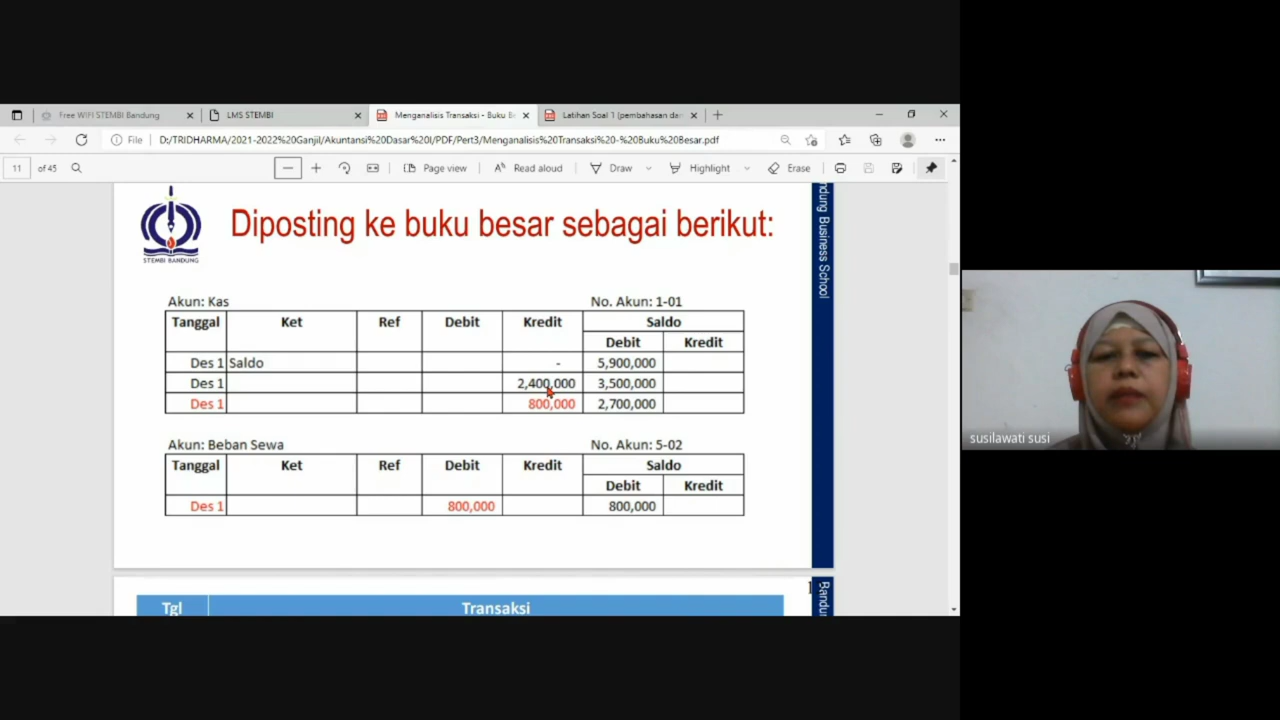 Free WIFI STEMBI Bandung
LMS STEMBI
Menganalisis Transaksi - Buku Be
Latihan Soal 1 (pembahasan dan
File
D:/TRIDHARMA/2021-2022%20Ganjil/Akuntansi%20Dasar%20I/PDF/Pert3/Menganalisis%20Transaksi%20-%20Buku%20Besar.pdf
11 of 45
Page view
Read aloud
Draw
Highlight
Erase
STEMBI BANDUNG
Diposting ke buku besar sebagai berikut:
ndung Business School
Akun: Kas No. Akun: 1-01
Tanggal Ket Ref Debit Kredit Saldo
Debit Kredit
Des 1 Saldo - 5,900,000
Des 1 2,400,000 3,500,000
Des 1 800,000 2,700,000
Akun: Beban Sewa No. Akun: 5-02
Tanggal Ket Ref Debit Kredit Saldo
Debit Kredit
Des 1 800,000 800,000
Tgl Transaksi
Bandu
susilawati susi